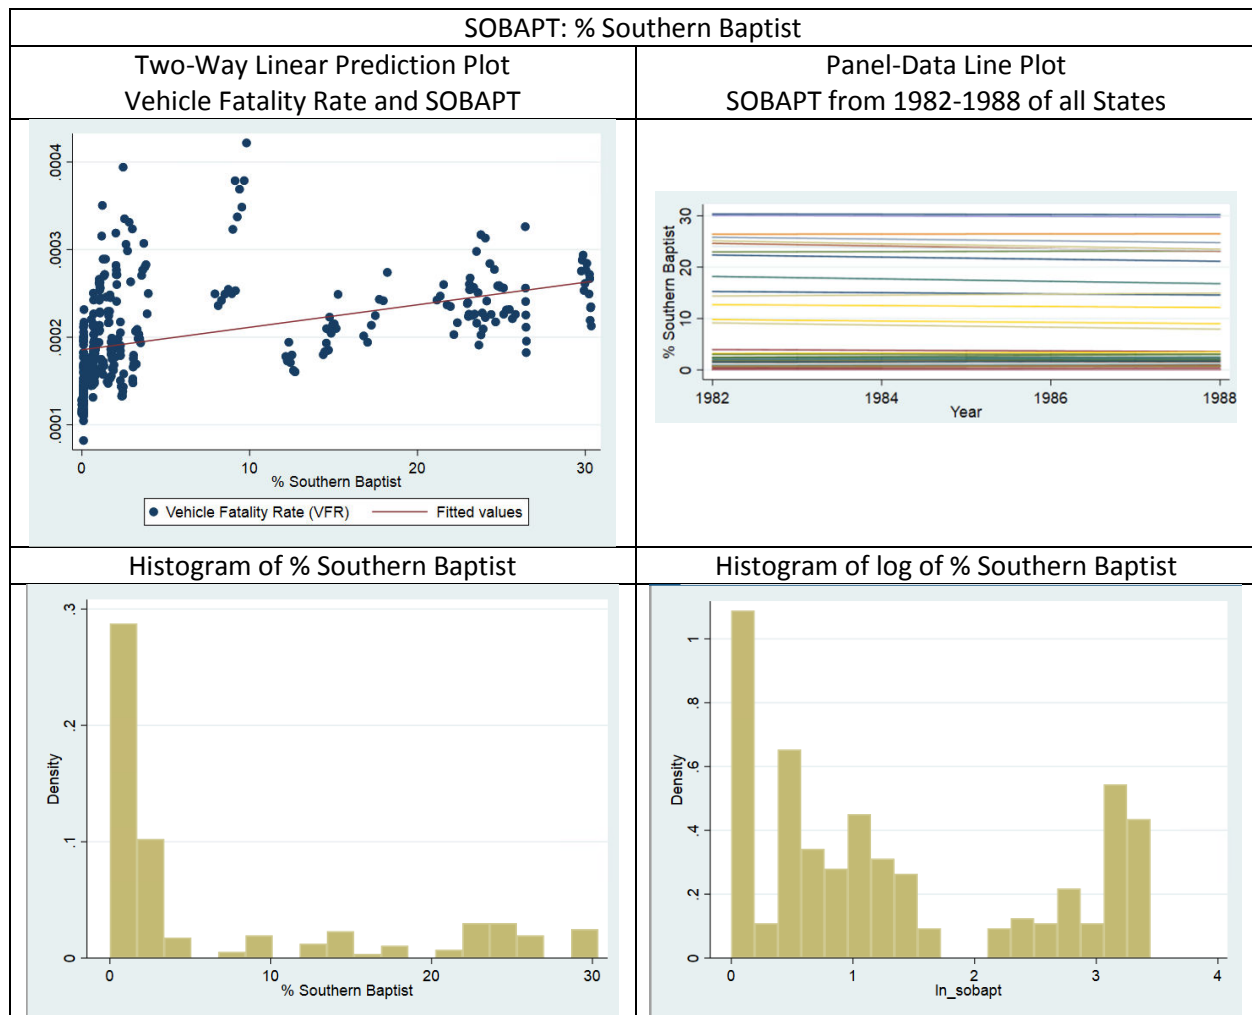 SOBAPT: % Southern Baptist
Two-Way Linear Prediction Plot
Vehicle Fatality Rate and SOBAPT
Panel-Data Line Plot
SOBAPT from 1982-1988 of all States
.0004
.0003
.0002
.0001
0 10 20 30
% Southern Baptist
Vehicle Fatality Rate (VFR) Fitted values
% Southern Baptist
30
20
10
0
1982 1984 1986 1988
Year
Histogram of % Southern Baptist
Histogram of log of % Southern Baptist
Density
.3
.2
.1
0
0 10 20 30
% Southern Baptist
Density
1
.8
.6
.4
.2
0
0 1 2 3 4
ln_sobapt